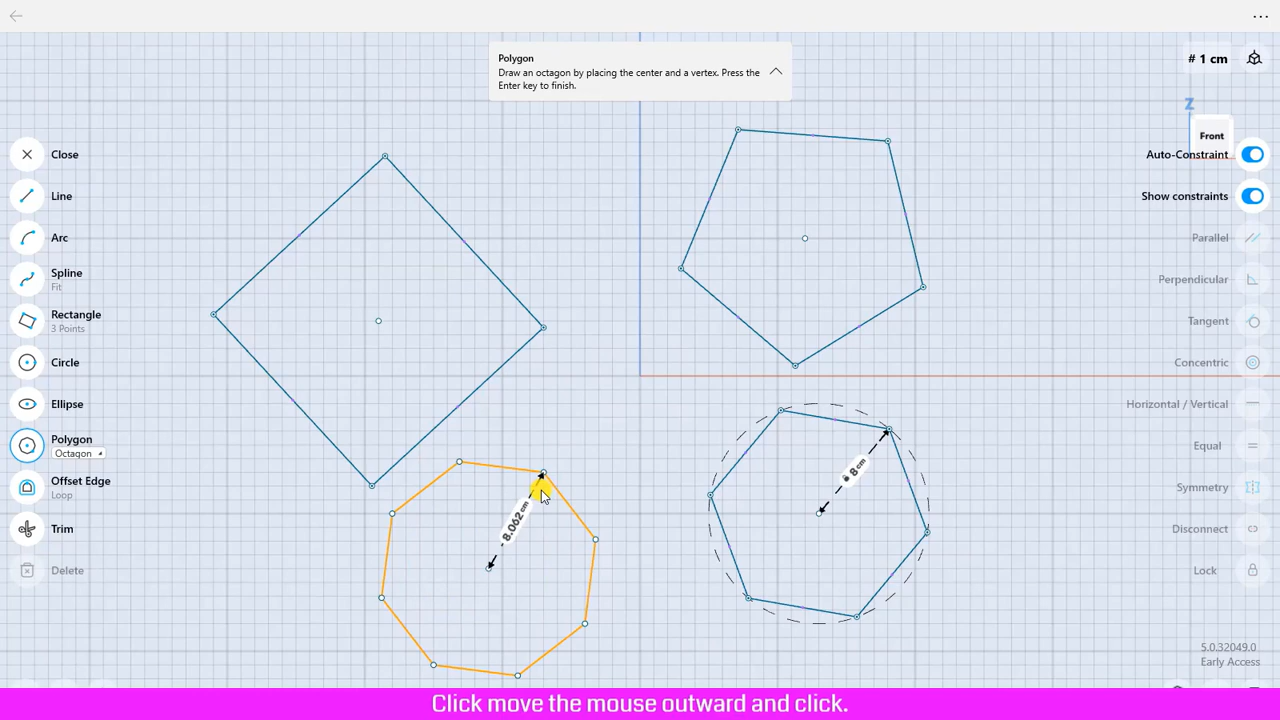 Polygon
Draw an octagon by placing the center and a vertex. Press the
Enter key to finish.
# 1 cm
Z
Front
Close
Line
Arc
Spline
Fit
Rectangle
3 Points
Circle
Ellipse
Polygon
Octagon
Offset Edge
Loop
Trim
Delete
Auto-Constraint
Show constraints
Parallel
Perpendicular
Tangent
Concentric
Horizontal / Vertical
Equal
Symmetry
Disconnect
Lock
8.062 cm
8 cm
5.0.32049.0
Early Access
Click move the mouse outward and click.